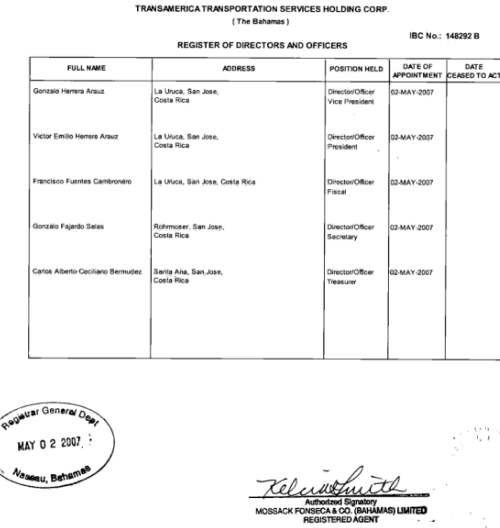 TRANSAMERICA TRANSPORTATION SERVICES HOLDING CORP.
( The Bahamas )
IBC No.: 148292 B
REGISTER OF DIRECTORS AND OFFICERS
FULL NAME ADDRESS POSITION HELD DATE OF APPOINTMENT DATE CEASED TO ACT
Gonzalo Herrera Arauz La Uruca, San Jose, Director/Officer 02-MAY-2007
Costa Rica Vice President
Victor Emilio Herrera Arauz La Uruca, San Jose, Director/Officer 02-MAY-2007
Costa Rica President
Francisco Fuentes Cambronero La Uruca, San Jose, Costa Rica Director/Officer 02-MAY-2007
Fiscal
Gonzalo Fajardo Salas Rohrmoser, San Jose, Director/Officer 02-MAY-2007
Costa Rica Secretary
Carlos Alberto Ceciliano Bermudez Santa Ana, San Jose, Director/Officer 02-MAY-2007
Costa Rica Treasurer
Registrar General Dept
MAY 02 2007
Nassau, Bahamas
Kelcia Smith
Authorized Signatory
MOSSACK FONSECA & CO. (BAHAMAS) LIMITED
REGISTERED AGENT